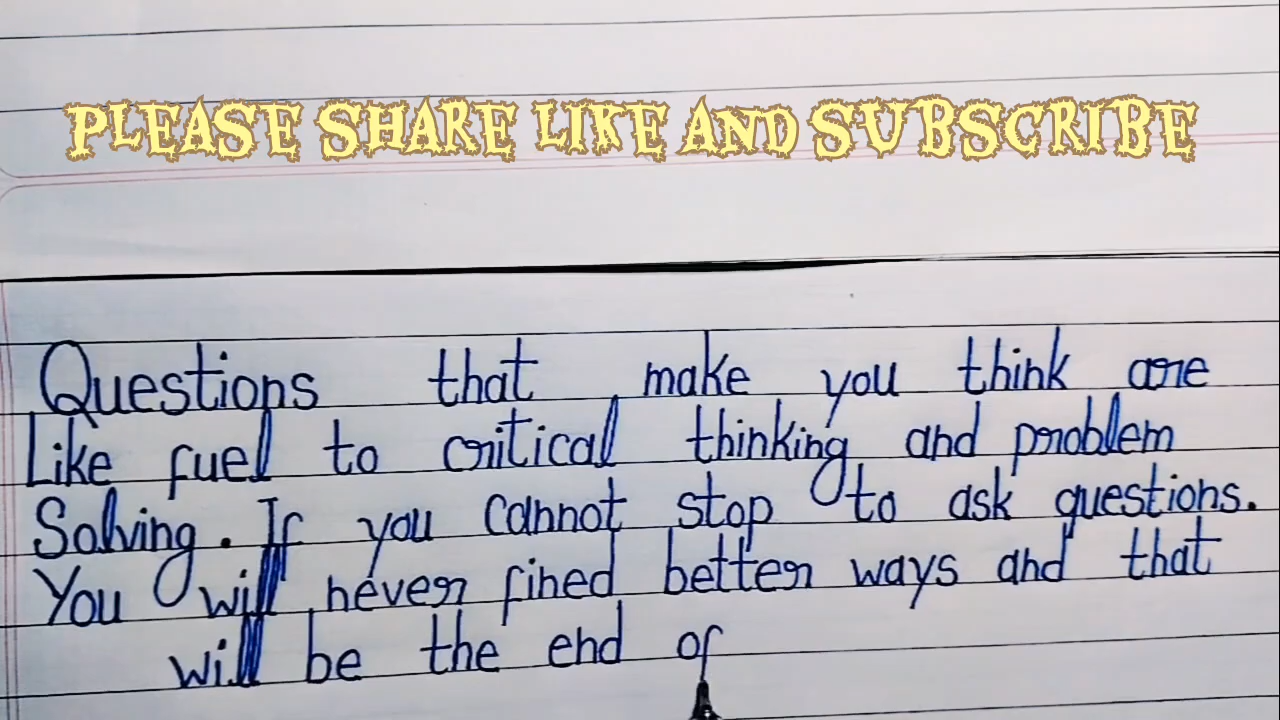 PLEASE SHARE LIKE AND SUBSCRIBE
Questions that make you think are
Like fuel to critical thinking and problem
Solving. If you cannot stop to ask questions.
You will never fined better ways and that
will be the end of